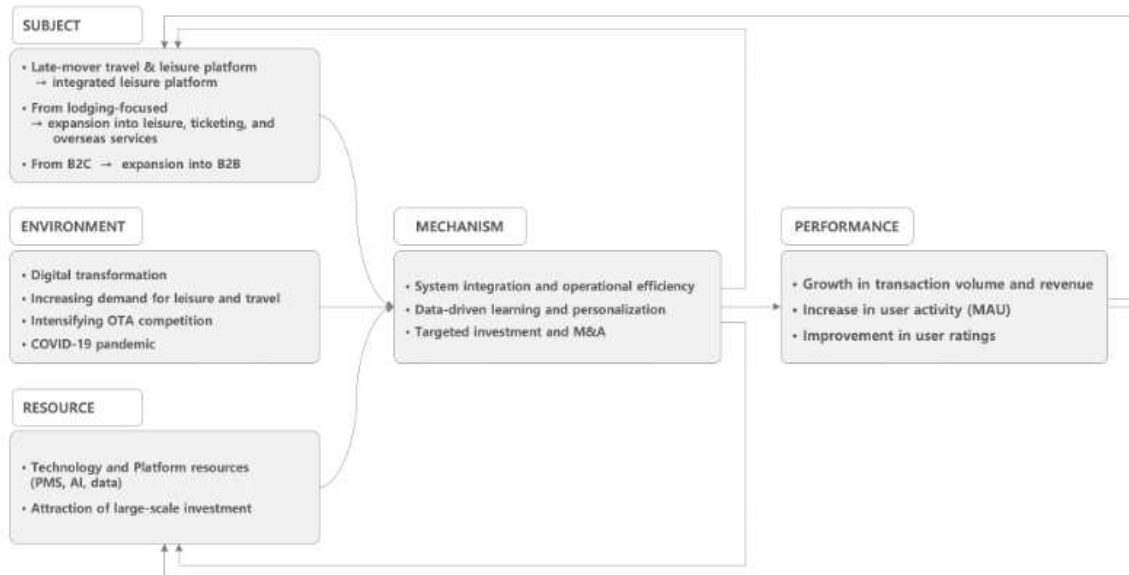 SUBJECT
• Late-mover travel & leisure platform
→ integrated leisure platform
• From lodging-focused
→ expansion into leisure, ticketing, and
overseas services
• From B2C → expansion into B2B
ENVIRONMENT
• Digital transformation
• Increasing demand for leisure and travel
• Intensifying OTA competition
• COVID-19 pandemic
RESOURCE
• Technology and Platform resources
(PMS, AI, data)
• Attraction of large-scale investment
MECHANISM
• System integration and operational efficiency
• Data-driven learning and personalization
• Targeted investment and M&A
PERFORMANCE
• Growth in transaction volume and revenue
• Increase in user activity (MAU)
• Improvement in user ratings